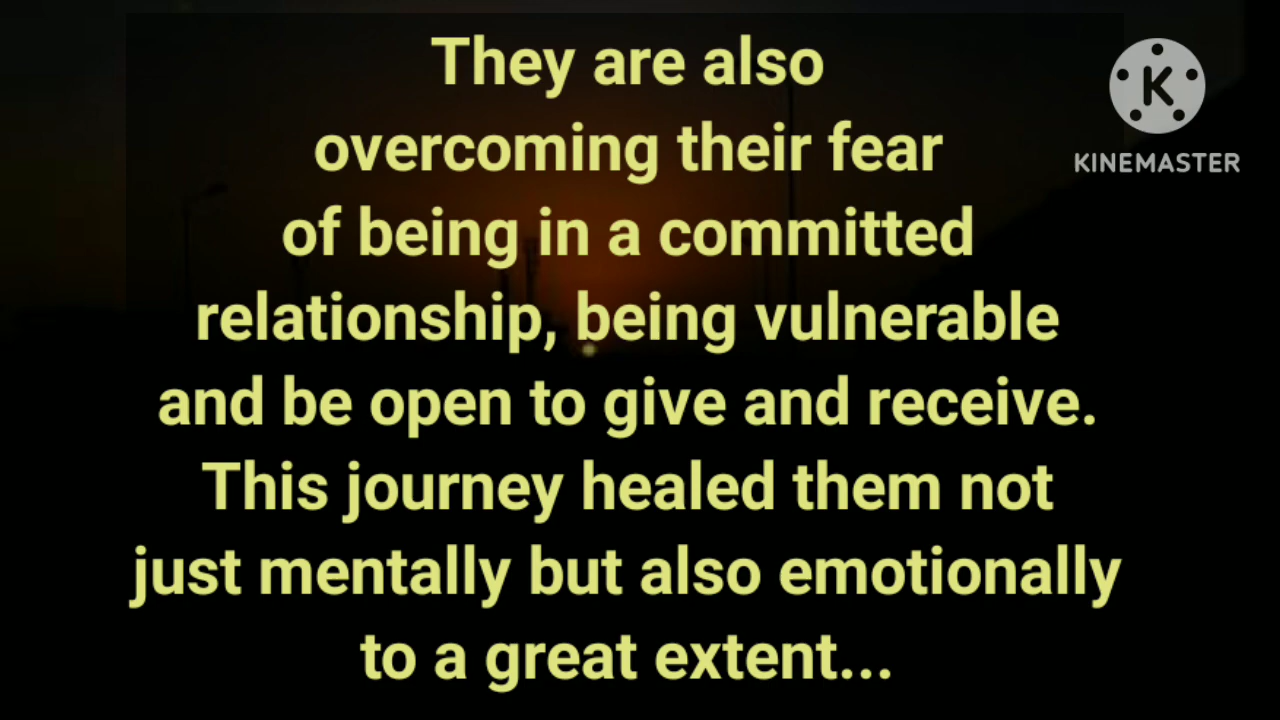 They are also
overcoming their fear
of being in a committed
relationship, being vulnerable
and be open to give and receive.
This journey healed them not
just mentally but also emotionally
to a great extent...
K
KINEMASTER